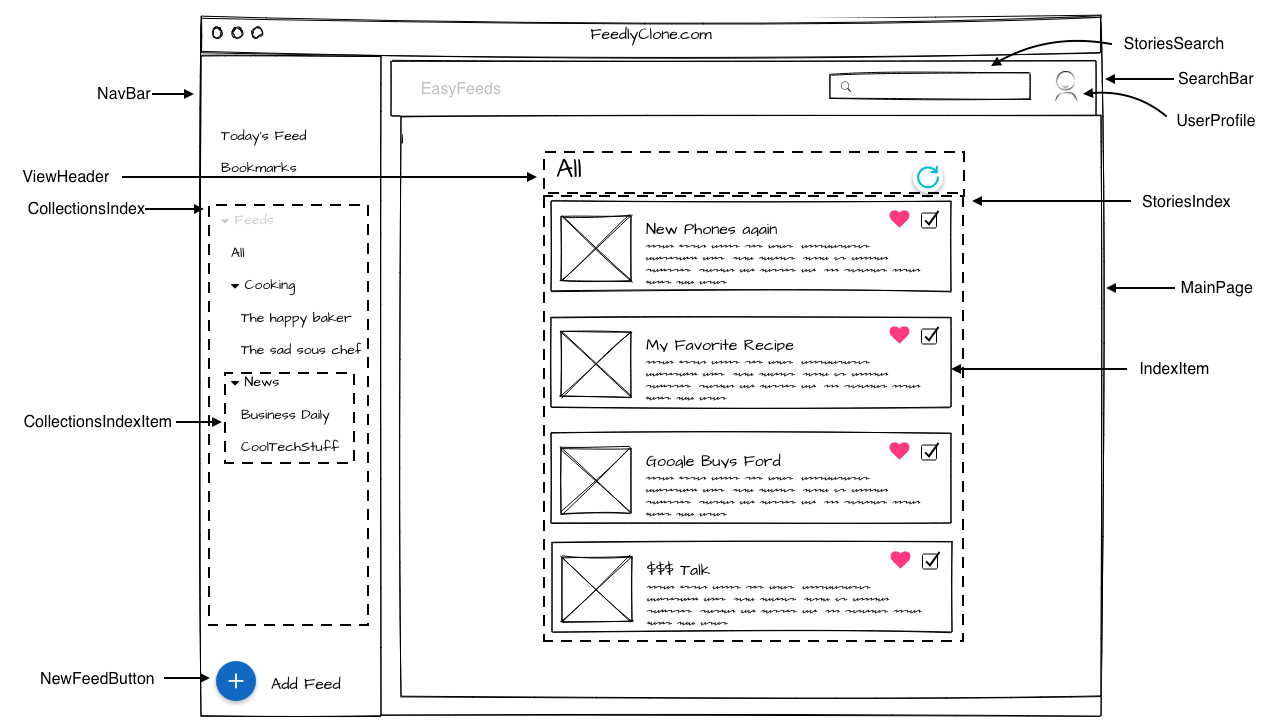 FeedlyClone.com
StoriesSearch
SearchBar
UserProfile
NavBar
EasyFeeds
Today's Feed
Bookmarks
ViewHeader
All
CollectionsIndex
StoriesIndex
Feeds
New Phones again
All
Cooking
MainPage
The happy baker
The sad sous chef
My Favorite Recipe
IndexItem
News
Business Daily
CollectionsIndexItem
CoolTechStuff
Google Buys Ford
$$$ Talk
NewFeedButton
Add Feed